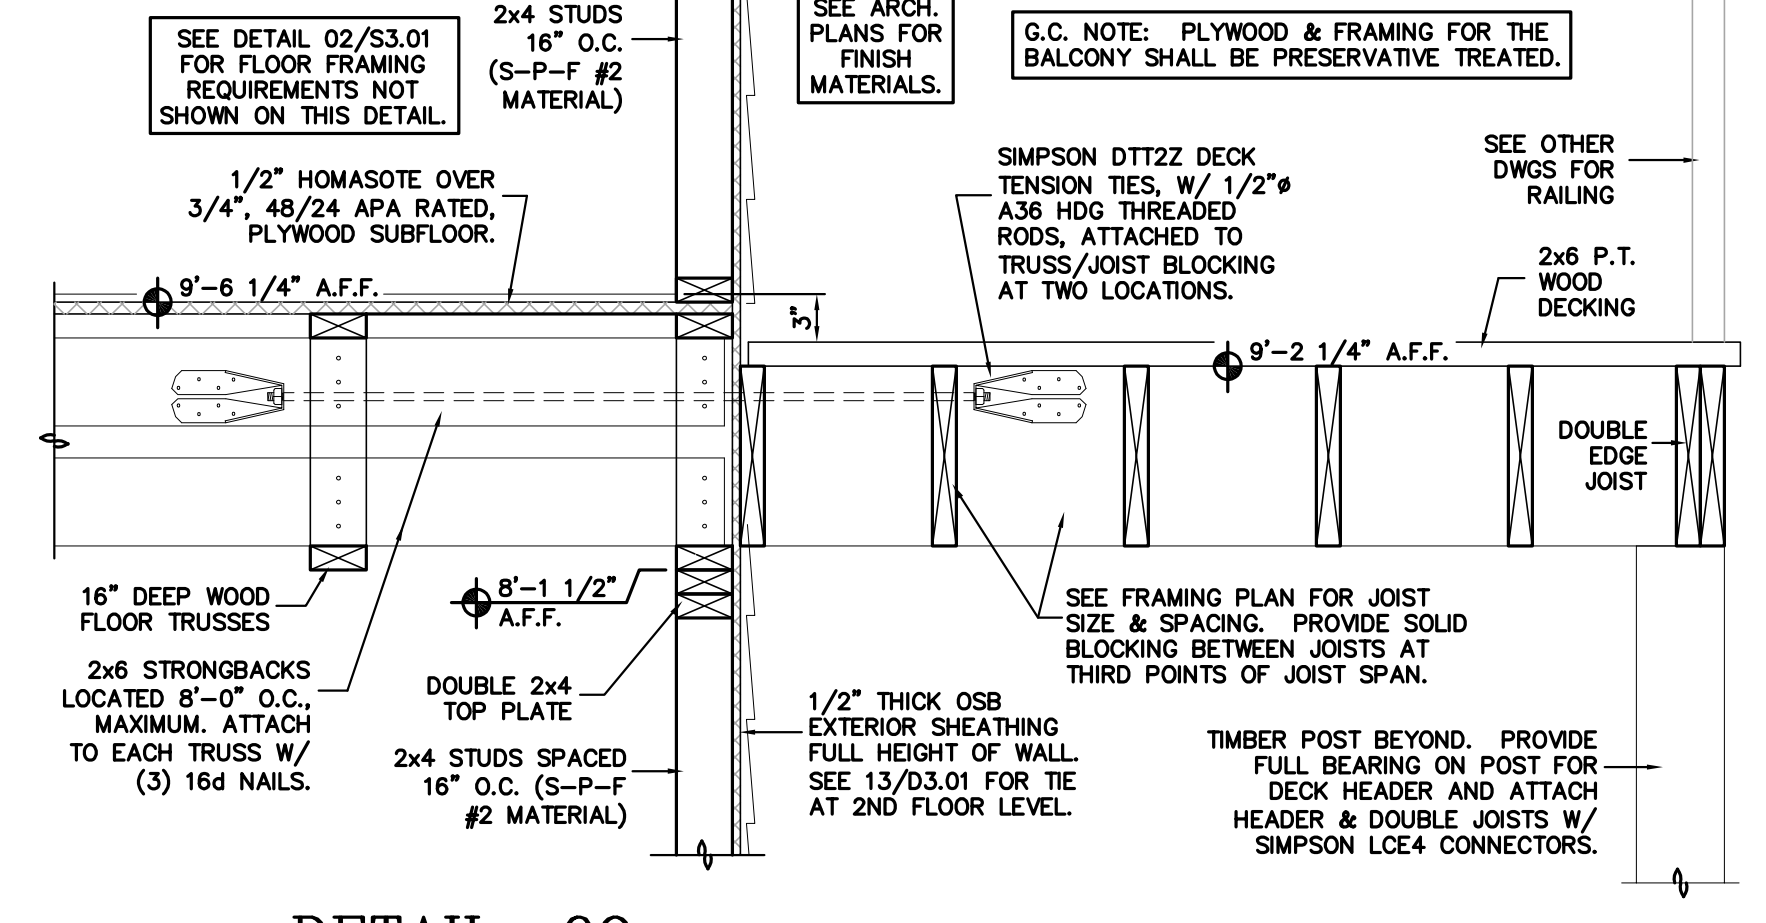 2x4 STUDS
16" O.C.
(S-P-F #2
MATERIAL)
SEE DETAIL 02/S3.01
FOR FLOOR FRAMING
REQUIREMENTS NOT
SHOWN ON THIS DETAIL.
SEE ARCH.
PLANS FOR
FINISH
MATERIALS.
G.C. NOTE: PLYWOOD & FRAMING FOR THE
BALCONY SHALL BE PRESERVATIVE TREATED.
1/2" HOMASOTE OVER
3/4", 48/24 APA RATED,
PLYWOOD SUBFLOOR.
SIMPSON DTT2Z DECK
TENSION TIES, W/ 1/2"ø
A36 HDG THREADED
RODS, ATTACHED TO
TRUSS/JOIST BLOCKING
AT TWO LOCATIONS.
SEE OTHER
DWGS FOR
RAILING
2x6 P.T.
WOOD
DECKING
9'-6 1/4" A.F.F.
3"
9'-2 1/4" A.F.F.
DOUBLE
EDGE
JOIST
16" DEEP WOOD
FLOOR TRUSSES
8'-1 1/2"
A.F.F.
2x6 STRONGBACKS
LOCATED 8'-0" O.C.,
MAXIMUM. ATTACH
TO EACH TRUSS W/
(3) 16d NAILS.
DOUBLE 2x4
TOP PLATE
2x4 STUDS SPACED
16" O.C. (S-P-F
#2 MATERIAL)
SEE FRAMING PLAN FOR JOIST
SIZE & SPACING. PROVIDE SOLID
BLOCKING BETWEEN JOISTS AT
THIRD POINTS OF JOIST SPAN.
1/2" THICK OSB
EXTERIOR SHEATHING
FULL HEIGHT OF WALL.
SEE 13/D3.01 FOR TIE
AT 2ND FLOOR LEVEL.
TIMBER POST BEYOND. PROVIDE
FULL BEARING ON POST FOR
DECK HEADER AND ATTACH
HEADER & DOUBLE JOISTS W/
SIMPSON LCE4 CONNECTORS.
DETAIL